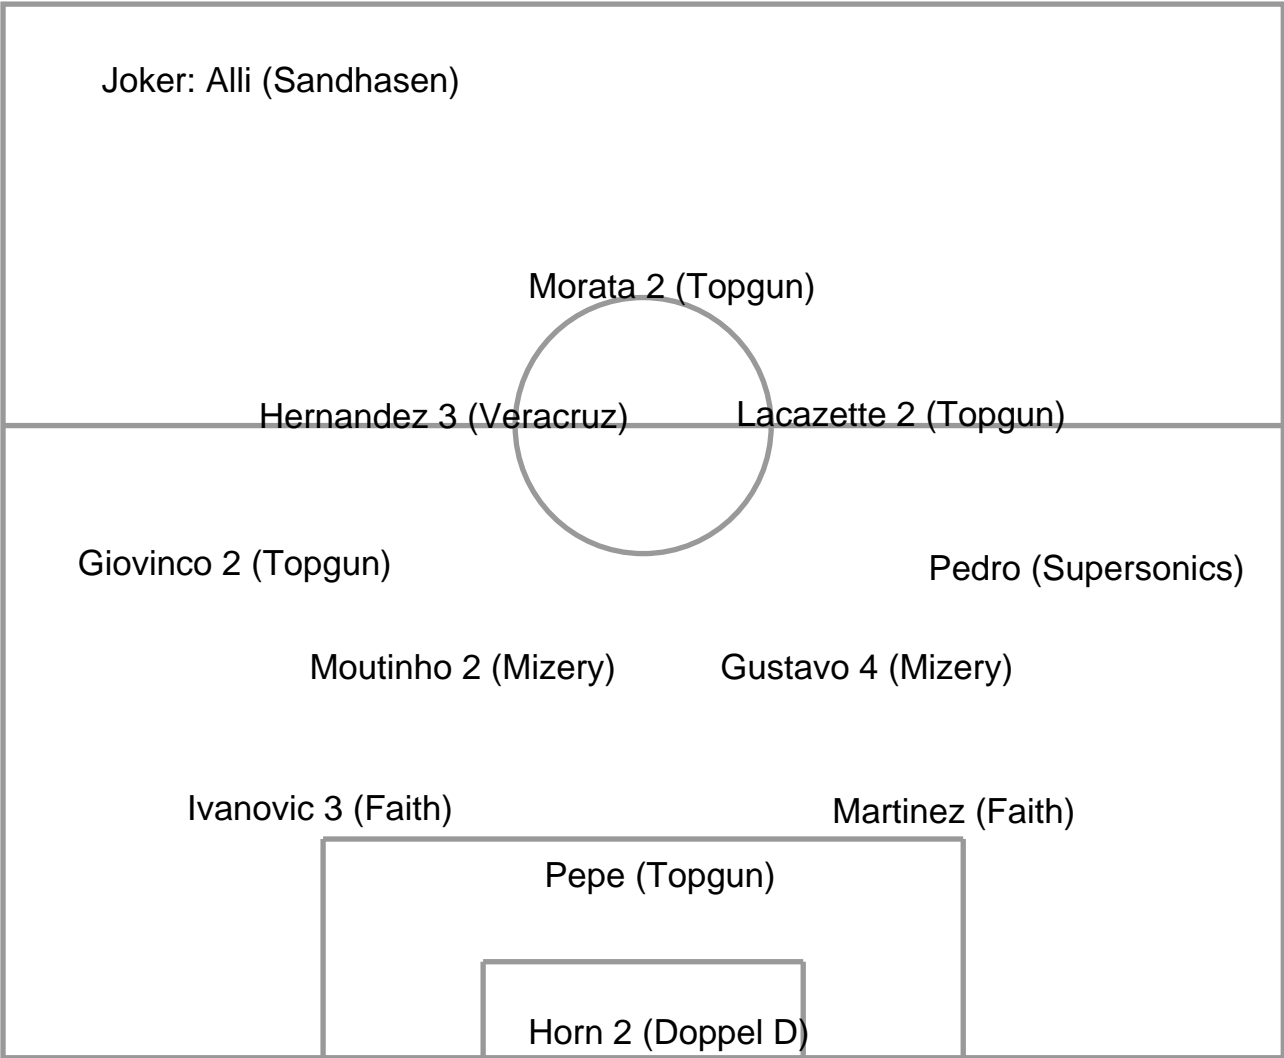 Joker: Alli (Sandhasen)
Morata 2 (Topgun)
Hernandez 3 (Veracruz)
Lacazette 2 (Topgun)
Giovinco 2 (Topgun)
Pedro (Supersonics)
Moutinho 2 (Mizery)
Gustavo 4 (Mizery)
Ivanovic 3 (Faith)
Martinez (Faith)
Pepe (Topgun)
Horn 2 (Doppel D)